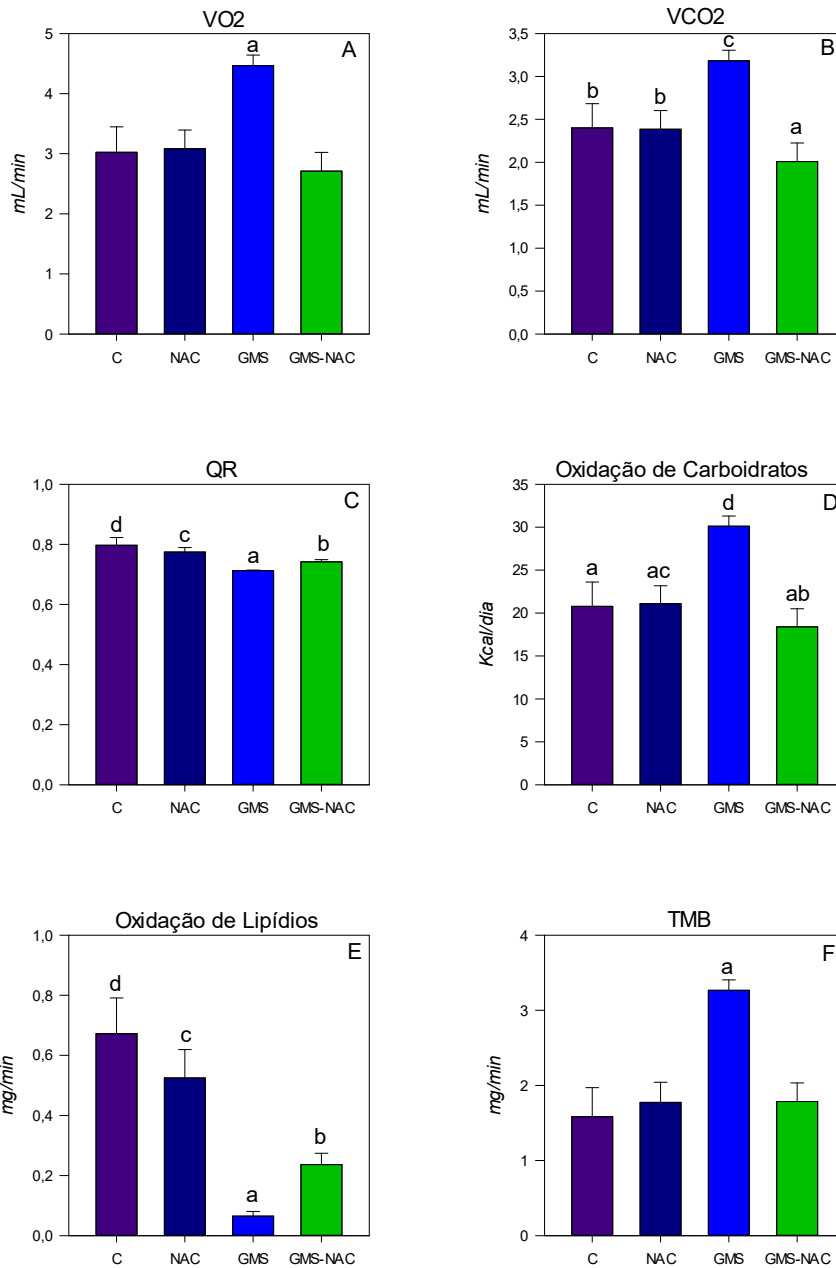 VO2
A
5
4
3
2
1
0
mL/min
a
C NAC GMS GMS-NAC
VCO2
B
3,5
3,0
2,5
2,0
1,5
1,0
0,5
0,0
mL/min
b b c a
C NAC GMS GMS-NAC
QR
C
1,0
0,8
0,6
0,4
0,2
0,0
d c a b
C NAC GMS GMS-NAC
Oxidação de Carboidratos
D
35
30
25
20
15
10
5
0
Kcal/dia
a ac d ab
C NAC GMS GMS-NAC
Oxidação de Lipídios
E
1,0
0,8
0,6
0,4
0,2
0,0
mg/min
d c a b
C NAC GMS GMS-NAC
TMB
F
4
3
2
1
0
mg/min
a
C NAC GMS GMS-NAC